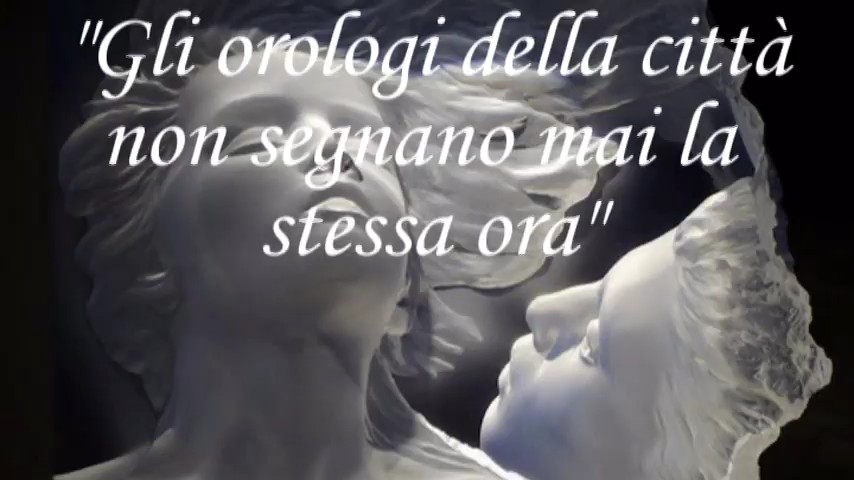 "Gli orologi della città
non segnano mai la
stessa ora"